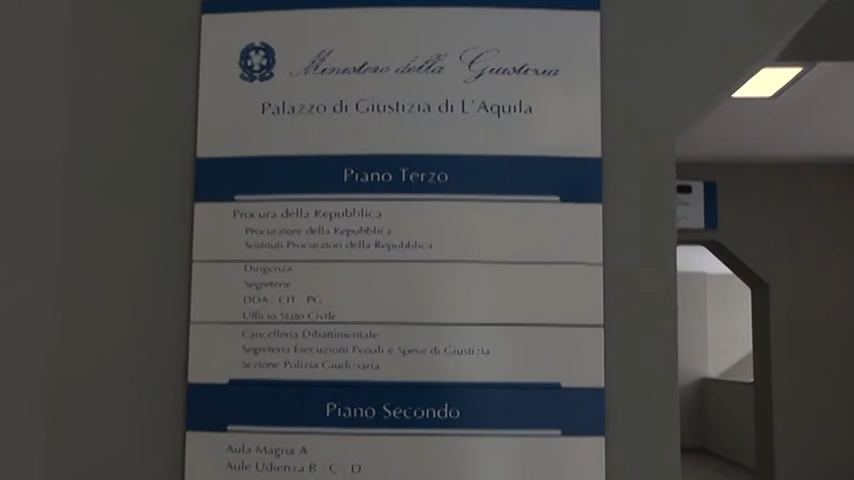 Ministero della Giustizia
Palazzo di Giustizia di L'Aquila
Piano Terzo
Procura della Repubblica
Procuratore della Repubblica
Sostituti Procuratori della Repubblica
Dirigenza
Segreterie
DDA - CIT - PG
Ufficio Stato Civile
Cancelleria Dibattimentale
Segreteria Esecuzioni Penali e Spese di Giustizia
Sezione Polizia Giudiziaria
Piano Secondo
Aula Magna A
Aule Udienza B - C - D